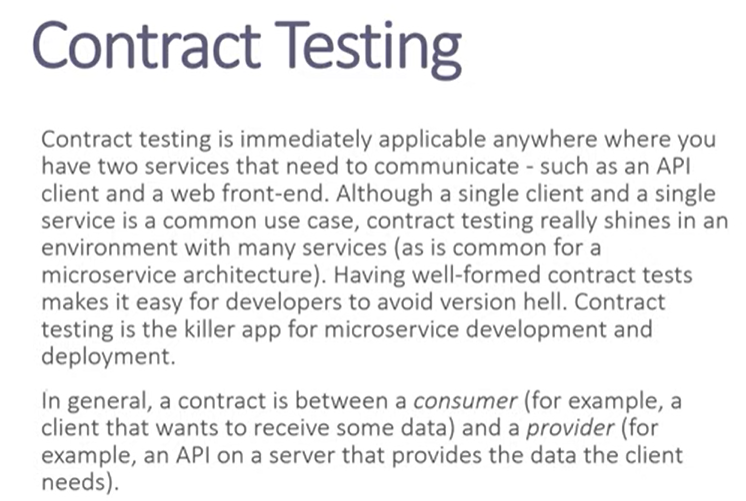 Contract Testing
Contract testing is immediately applicable anywhere where you
have two services that need to communicate - such as an API
client and a web front-end. Although a single client and a single
service is a common use case, contract testing really shines in an
environment with many services (as is common for a
microservice architecture). Having well-formed contract tests
makes it easy for developers to avoid version hell. Contract
testing is the killer app for microservice development and
deployment.
In general, a contract is between a consumer (for example, a
client that wants to receive some data) and a provider (for
example, an API on a server that provides the data the client
needs).